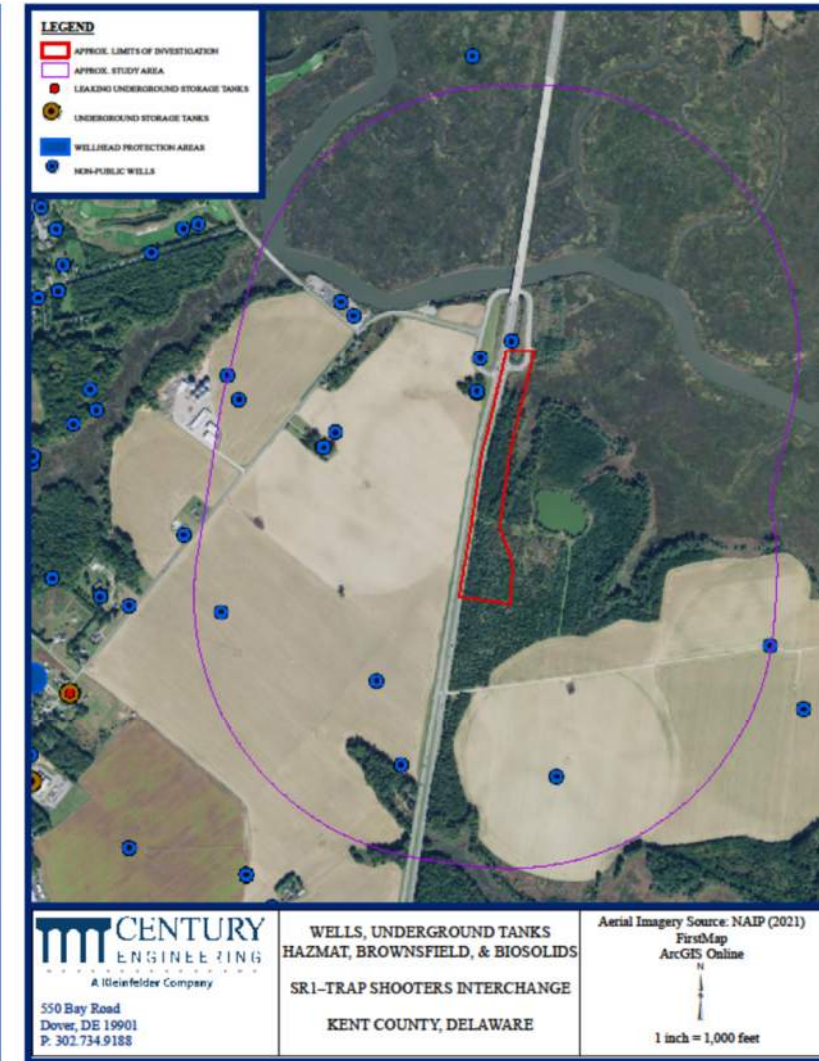 LEGEND
APPROX. LIMITS OF INVESTIGATION
APPROX. STUDY AREA
LEAKING UNDERGROUND STORAGE TANKS
UNDERGROUND STORAGE TANKS
WELLHEAD PROTECTION AREAS
NON-PUBLIC WELLS
CENTURY
ENGINEERING
A Kleinfelder Company
550 Bay Road
Dover, DE 19901
P: 302.734.9188
WELLS, UNDERGROUND TANKS
HAZMAT, BROWNSFIELD, & BIOSOLIDS
SR1–TRAP SHOOTERS INTERCHANGE
KENT COUNTY, DELAWARE
Aerial Imagery Source: NAIP (2021)
FirstMap
ArcGIS Online
N
1 inch = 1,000 feet